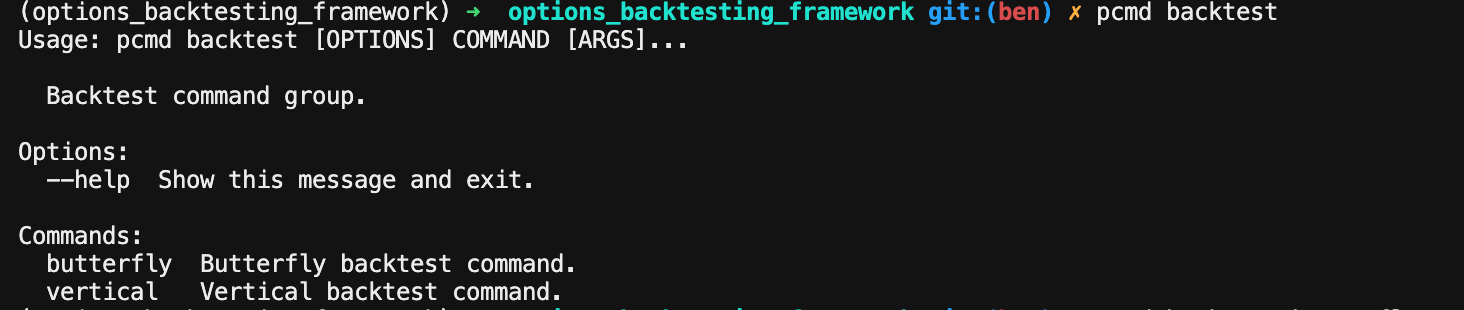 (options_backtesting_framework) ➜  options_backtesting_framework git:(ben) ✗ pcmd backtest
Usage: pcmd backtest [OPTIONS] COMMAND [ARGS]...
Backtest command group.
Options:
--help  Show this message and exit.
Commands:
butterfly  Butterfly backtest command.
vertical   Vertical backtest command.